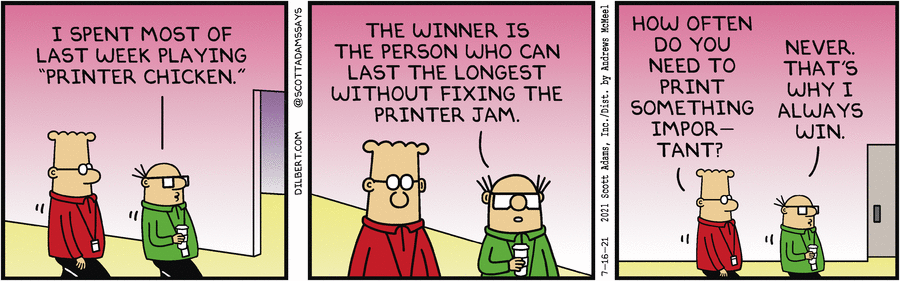 I SPENT MOST OF
LAST WEEK PLAYING
"PRINTER CHICKEN."
DILBERT.COM @SCOTTADAMSSAYS
THE WINNER IS
THE PERSON WHO CAN
LAST THE LONGEST
WITHOUT FIXING THE
PRINTER JAM.
7-16-21 2021 Scott Adams, Inc./Dist. by Andrews McMeel
HOW OFTEN
DO YOU
NEED TO
PRINT
SOMETHING
IMPOR-
TANT?
NEVER.
THAT'S
WHY I
ALWAYS
WIN.